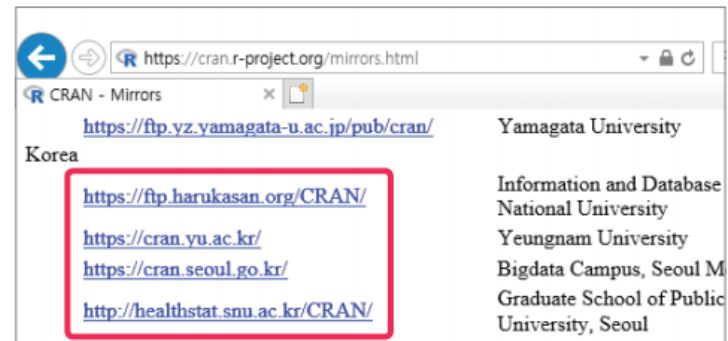 https://cran.r-project.org/mirrors.html
CRAN - Mirrors
https://ftp.yz.yamagata-u.ac.jp/pub/cran/ Yamagata University
Korea
https://ftp.harukasan.org/CRAN/ Information and Database
National University
https://cran.yu.ac.kr/ Yeungnam University
https://cran.seoul.go.kr/ Bigdata Campus, Seoul M
http://healthstat.snu.ac.kr/CRAN/ Graduate School of Public
University, Seoul